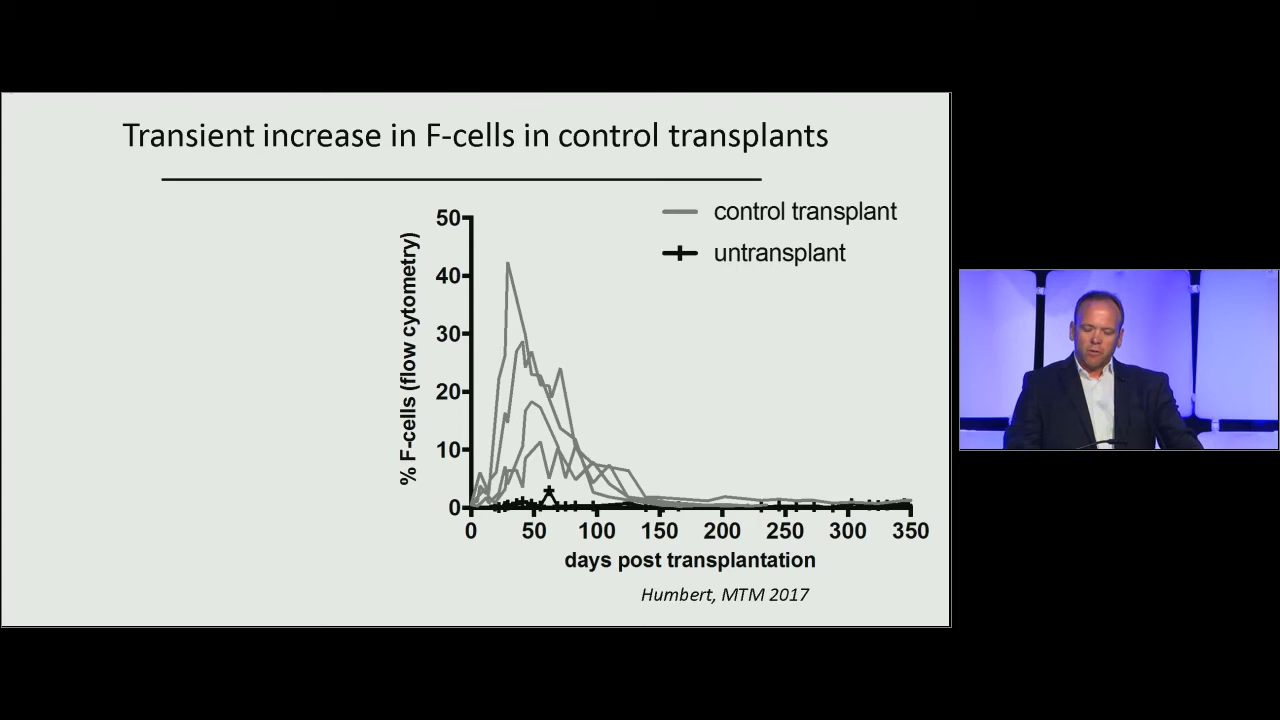 Transient increase in F-cells in control transplants
control transplant
untransplant
% F-cells (flow cytometry)
50
40
30
20
10
0
0 50 100 150 200 250 300 350
days post transplantation
Humbert, MTM 2017